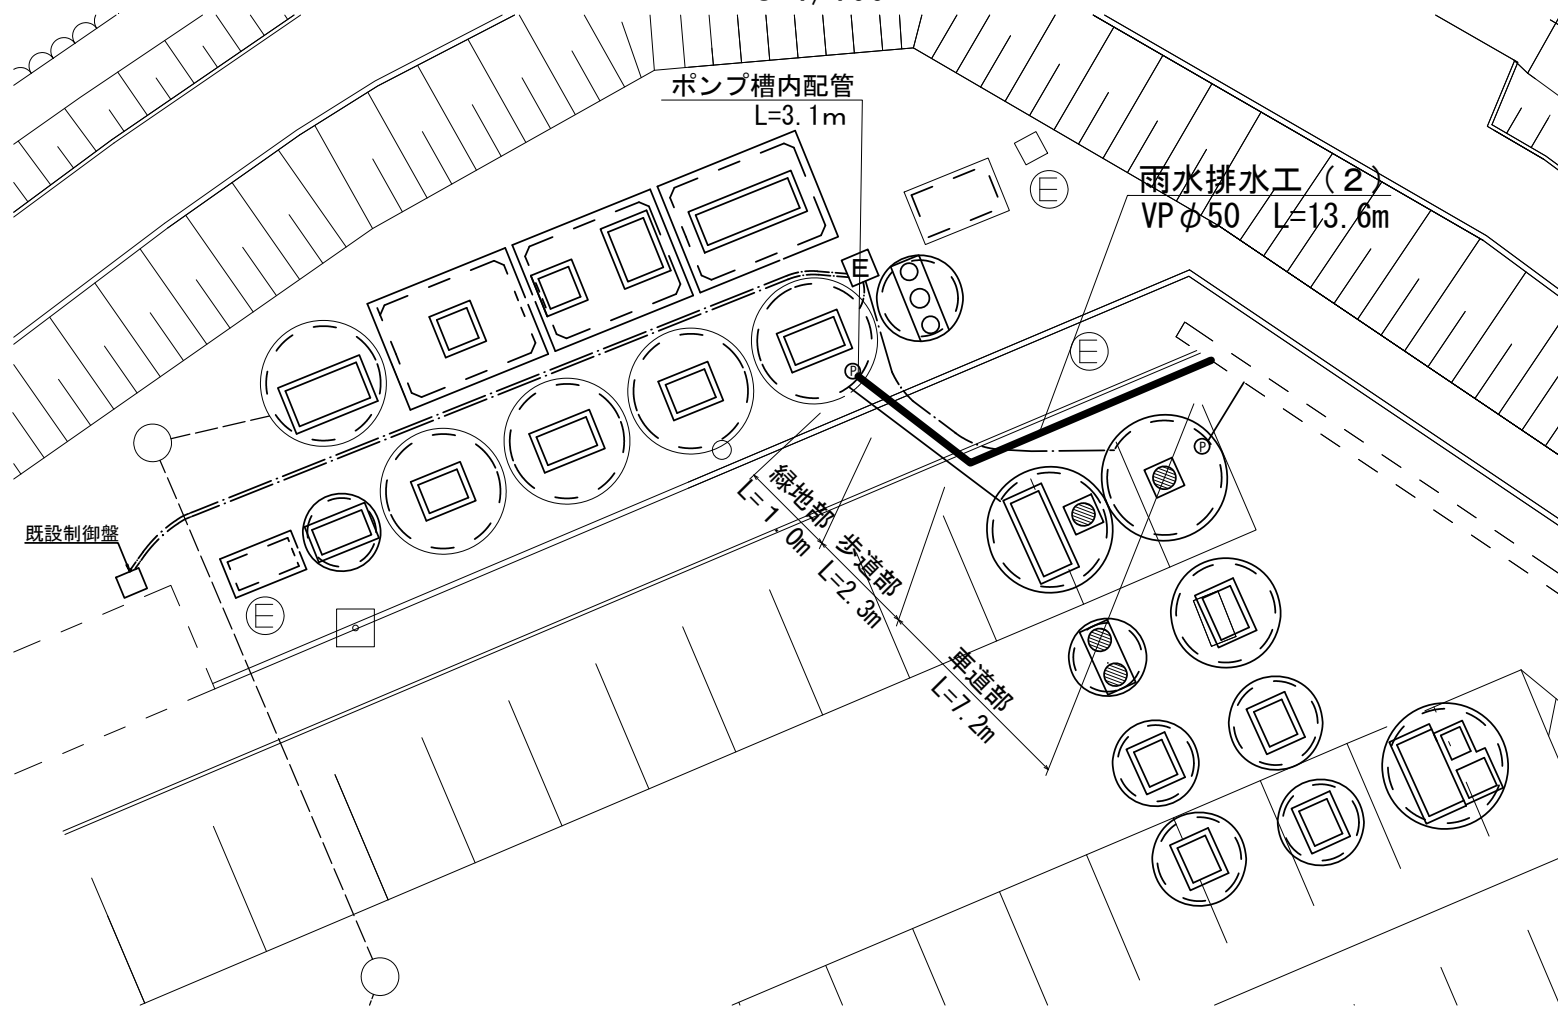 ポンプ槽内配管
L=3.1m
雨水排水工（2）
VPφ50 L=13.6m
E
E
E
P
P
既設制御盤
E
緑地部
L=1.0m
歩道部
L=2.3m
車道部
L=7.2m